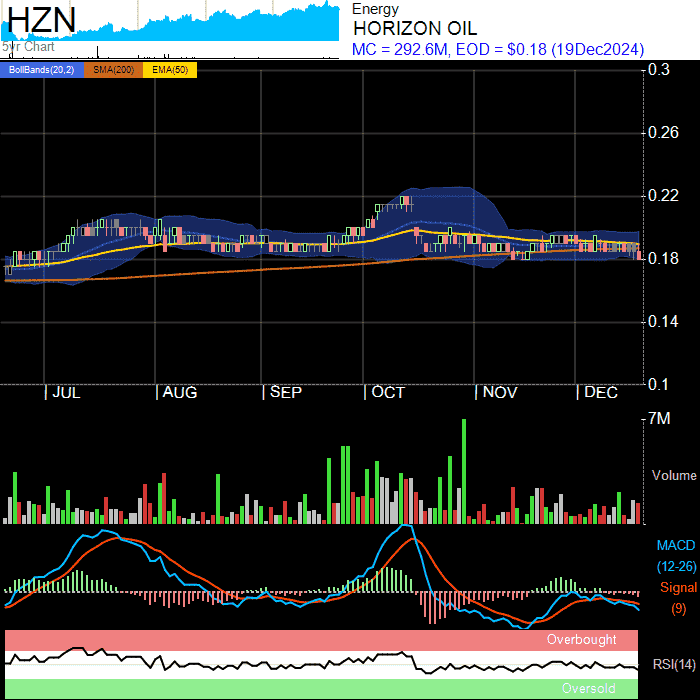 HZN
5yr Chart
Energy
HORIZON OIL
MC = 292.6M, EOD = $0.18 (19Dec2024)
BollBands(20,2) SMA(200) EMA(50)
0.3
0.26
0.22
0.18
0.14
0.1
JUL AUG SEP OCT NOV DEC
7M
Volume
MACD
(12-26)
Signal
(9)
Overbought
RSI(14)
Oversold